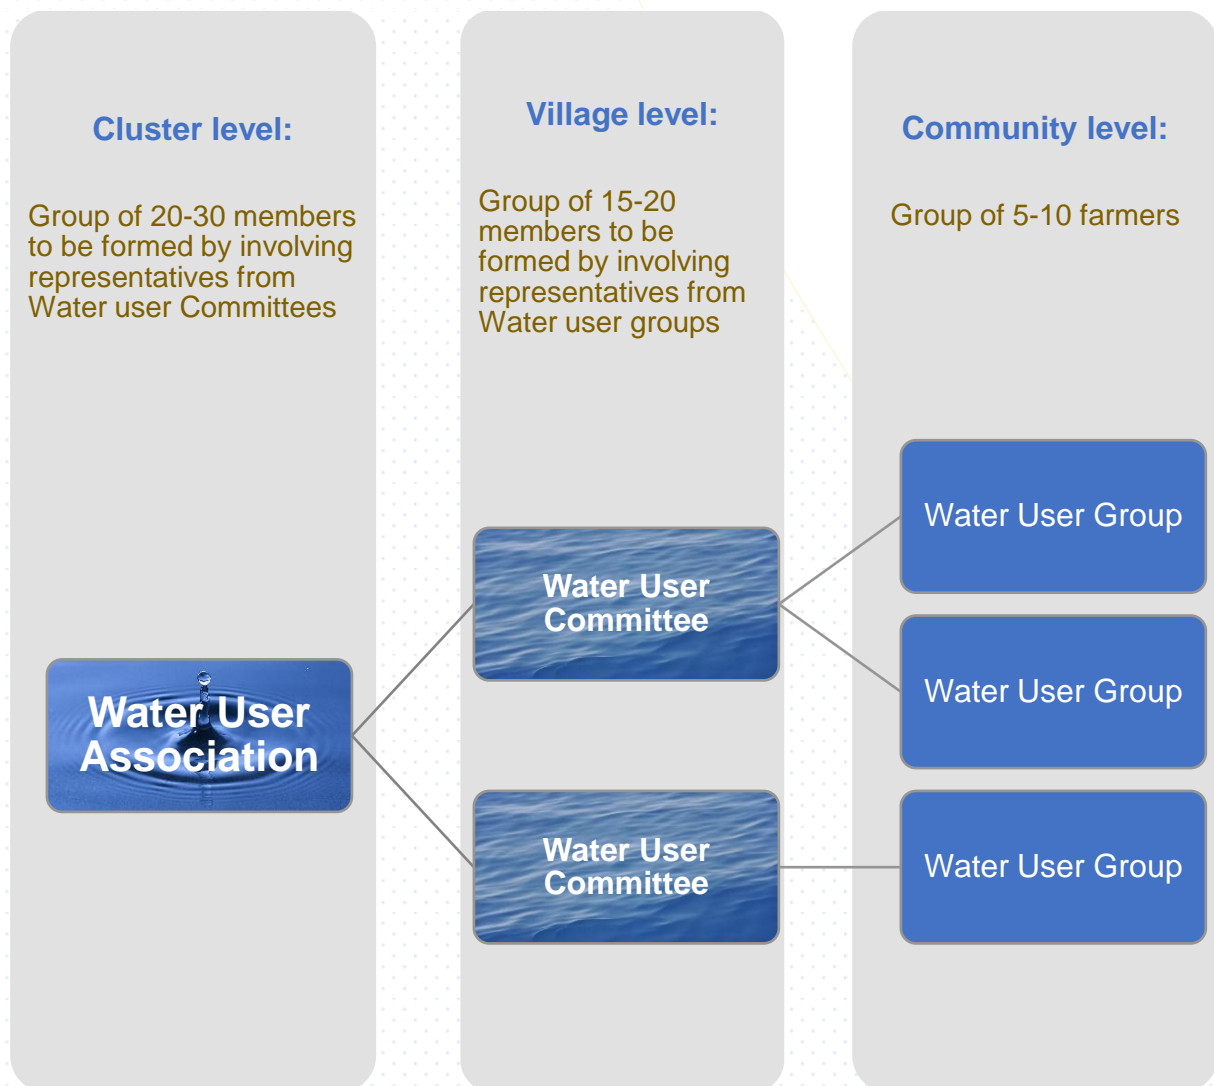 Cluster level:
Group of 20-30 members
to be formed by involving
representatives from
Water user Committees
Water User
Association
Village level:
Group of 15-20
members to be
formed by involving
representatives from
Water user groups
Water User
Committee
Water User
Committee
Community level:
Group of 5-10 farmers
Water User Group
Water User Group
Water User Group